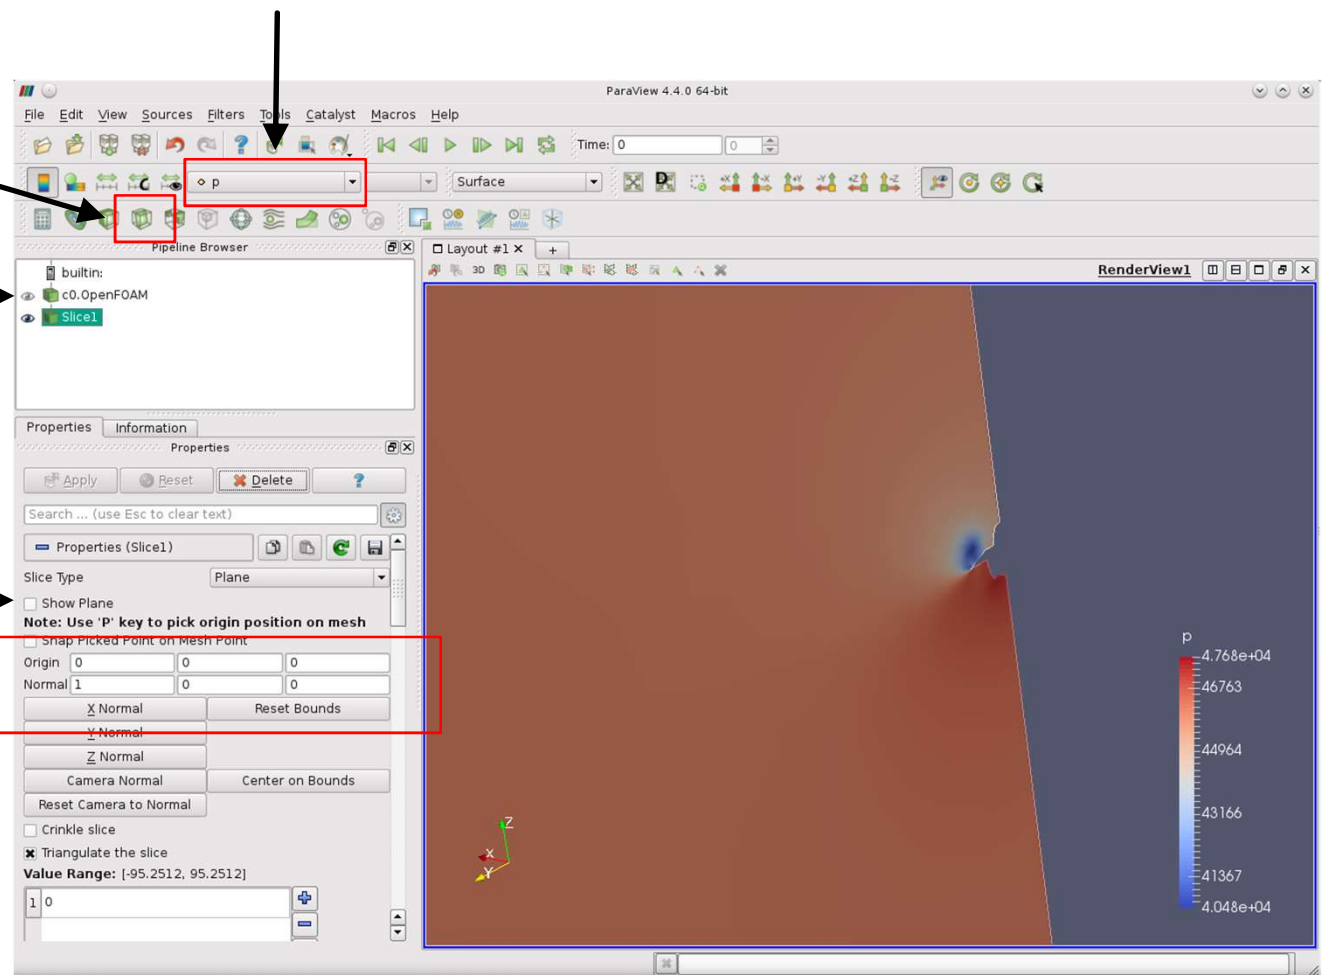 ParaView 4.4.0 64-bit
File Edit View Sources Filters Tools Catalyst Macros Help
Time: 0 0
p Surface
Pipeline Browser
builtin:
c0.OpenFOAM
Slice1
Layout #1
3D RenderView1
Properties Information
Properties
Apply Reset Delete ?
Search ... (use Esc to clear text)
Properties (Slice1)
Slice Type Plane
Show Plane
Note: Use 'P' key to pick origin position on mesh
Snap Picked Point on Mesh Point
Origin 0 0 0
Normal 1 0 0
X Normal Reset Bounds
Y Normal
Z Normal
Camera Normal Center on Bounds
Reset Camera to Normal
Crinkle slice
Triangulate the slice
Value Range: [-95.2512, 95.2512]
1 0
Z
X
Y
p
4.768e+04
46763
44964
43166
41367
4.048e+04